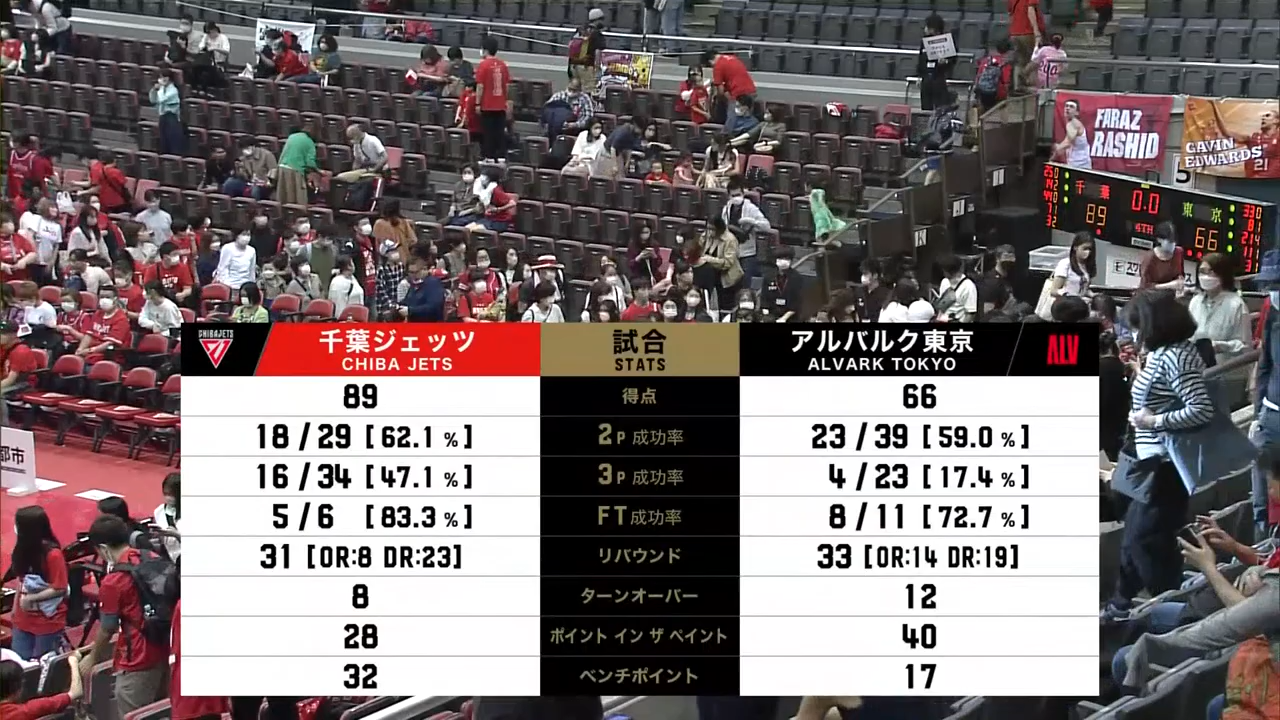 FARAZ
RASHID
GAVIN
EDWARDS
21
5
千葉 0.0 東京
89 4TH 66
都市
CHIBAJETS
千葉ジェッツ 試合 アルバルク東京
CHIBA JETS STATS ALVARK TOKYO
ALV
89 得点 66
18 / 29 [ 62.1 % ] 2P 成功率 23 / 39 [ 59.0 % ]
16 / 34 [ 47.1 % ] 3P 成功率 4 / 23 [ 17.4 % ]
5 / 6 [ 83.3 % ] FT成功率 8 / 11 [ 72.7 % ]
31 [OR:8 DR:23] リバウンド 33 [OR:14 DR:19]
8 ターンオーバー 12
28 ポイント イン ザ ペイント 40
32 ベンチポイント 17